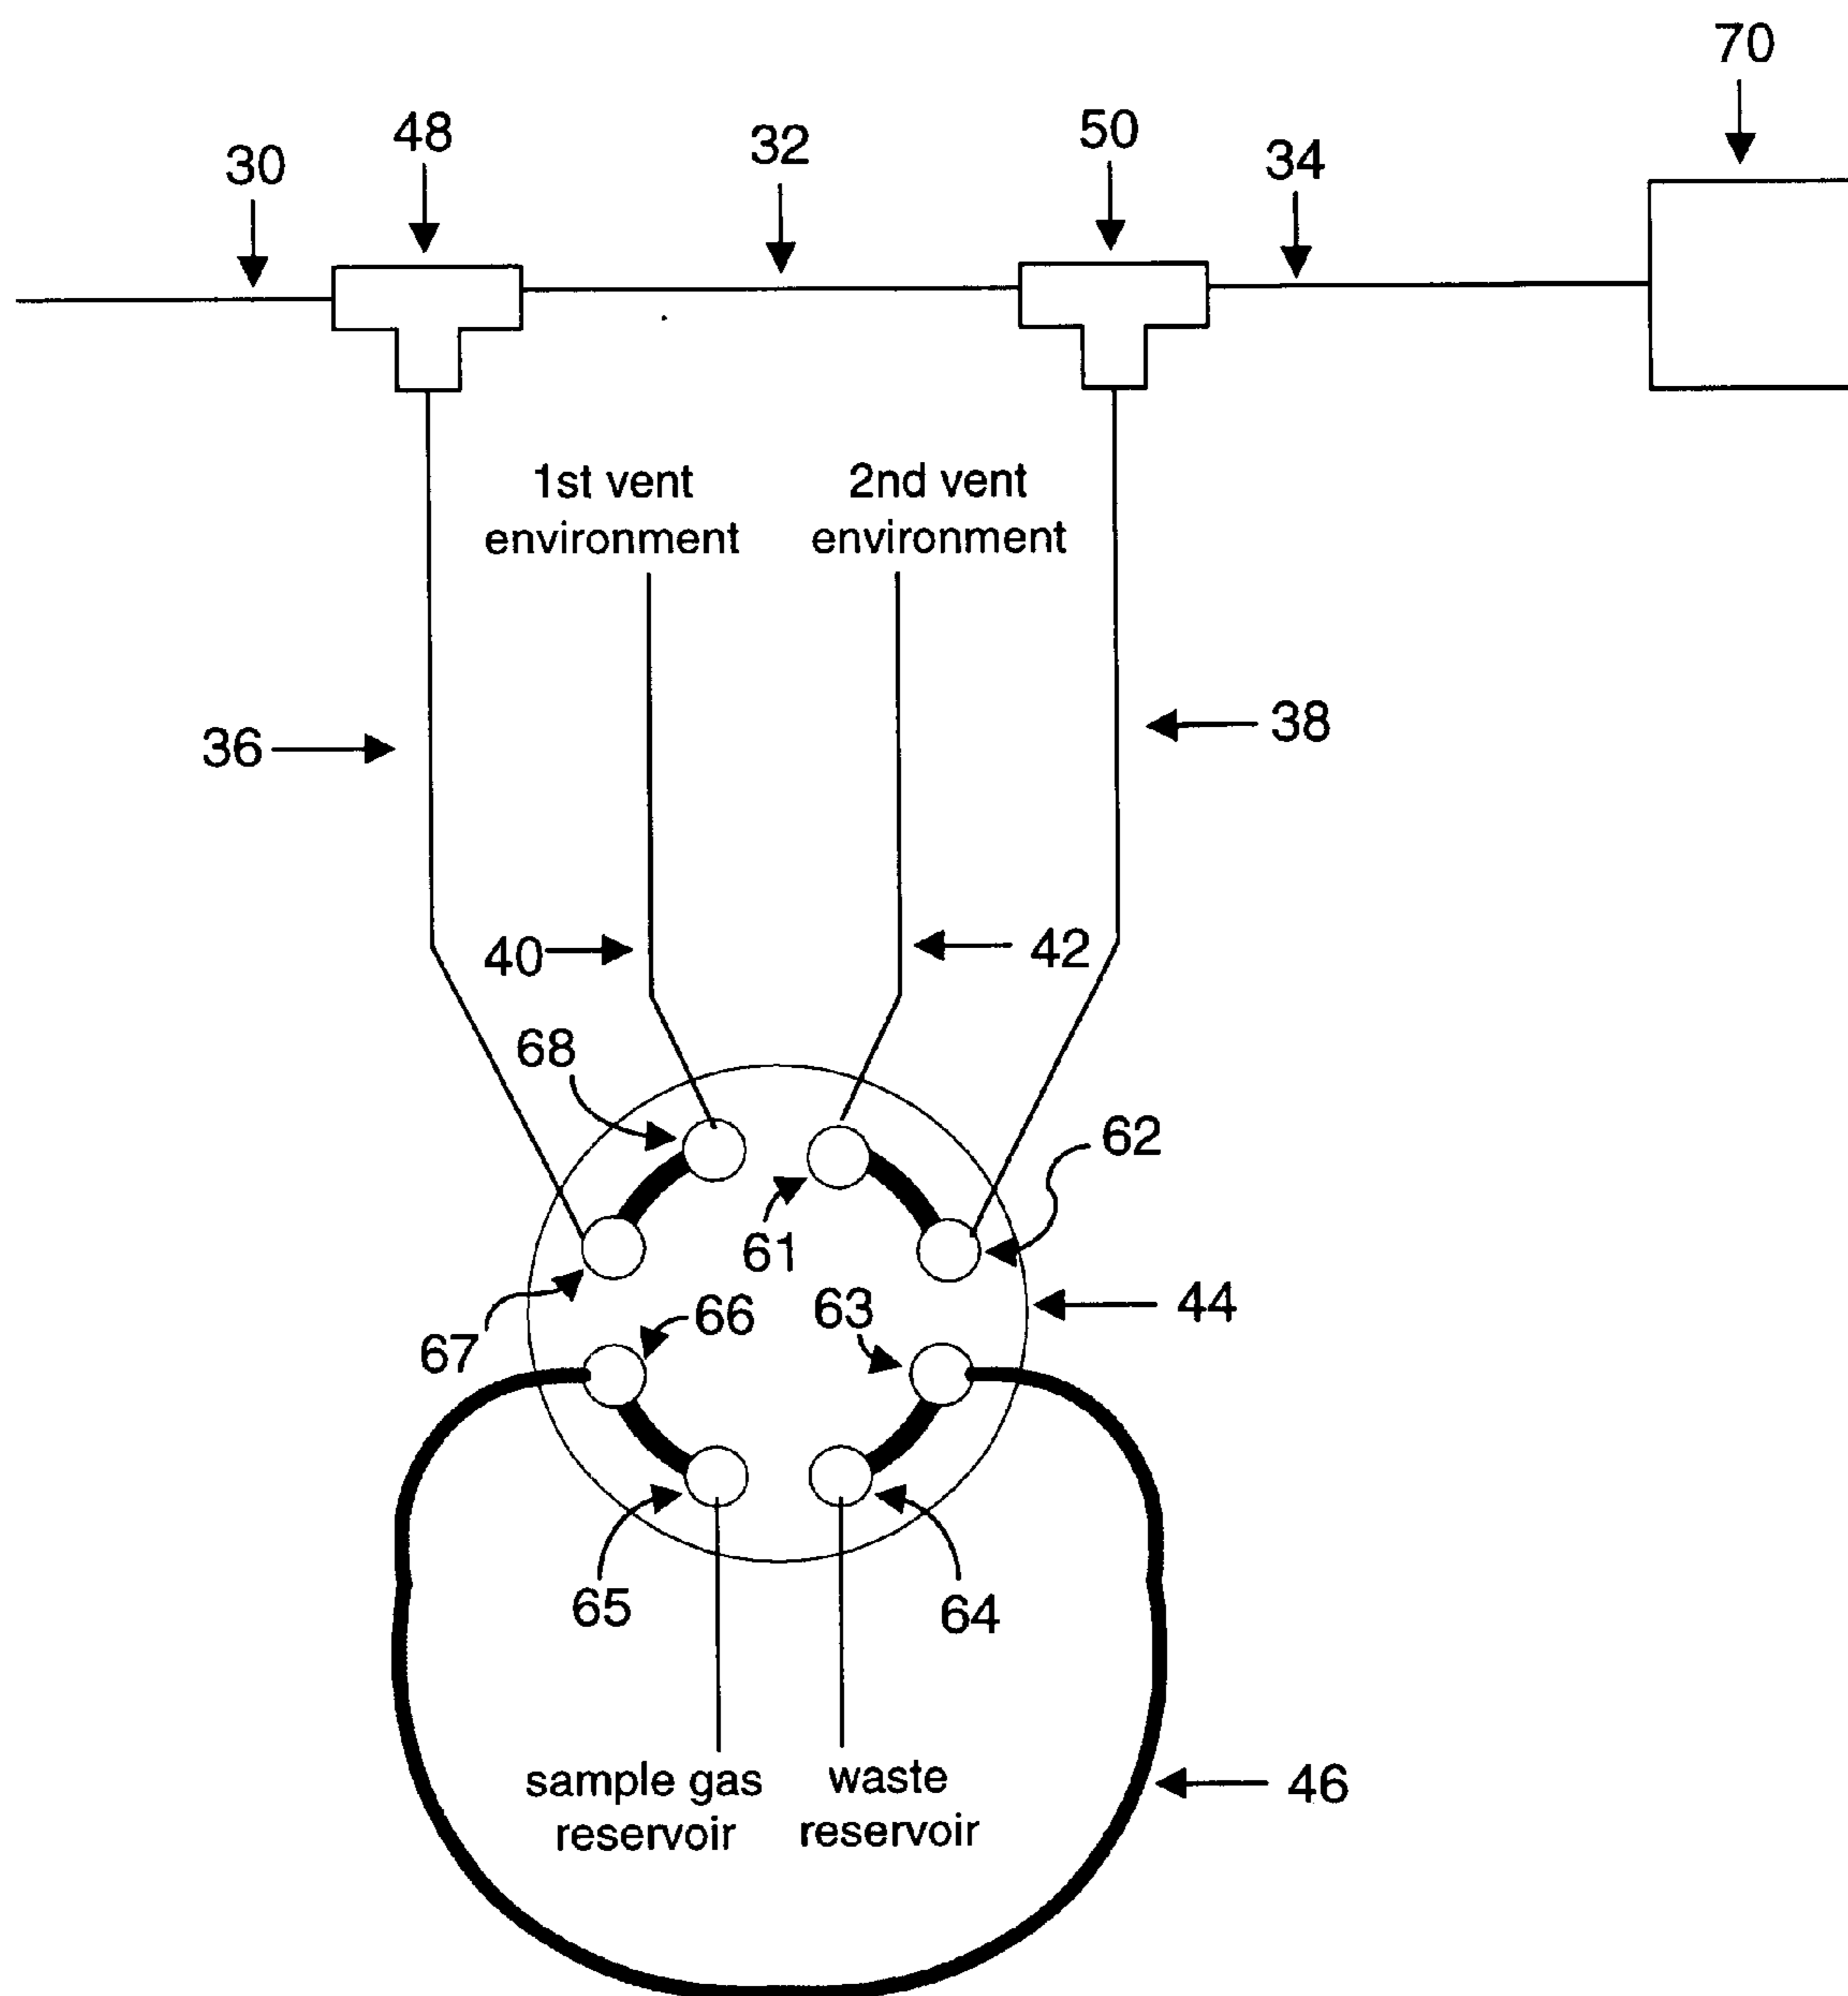 70
50
48
32
34
30
1st vent
environment
2nd vent
environment
36
38
40
42
68
62
61
44
66
63
67
65
64
sample gas
reservoir
waste
reservoir
46